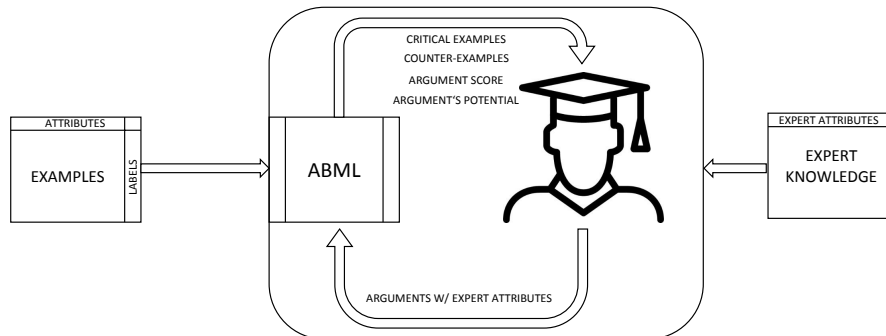 CRITICAL EXAMPLES
COUNTER-EXAMPLES
ARGUMENT SCORE
ARGUMENT'S POTENTIAL
ATTRIBUTES
EXAMPLES
LABELS
ABML
EXPERT ATTRIBUTES
EXPERT
KNOWLEDGE
ARGUMENTS W/ EXPERT ATTRIBUTES